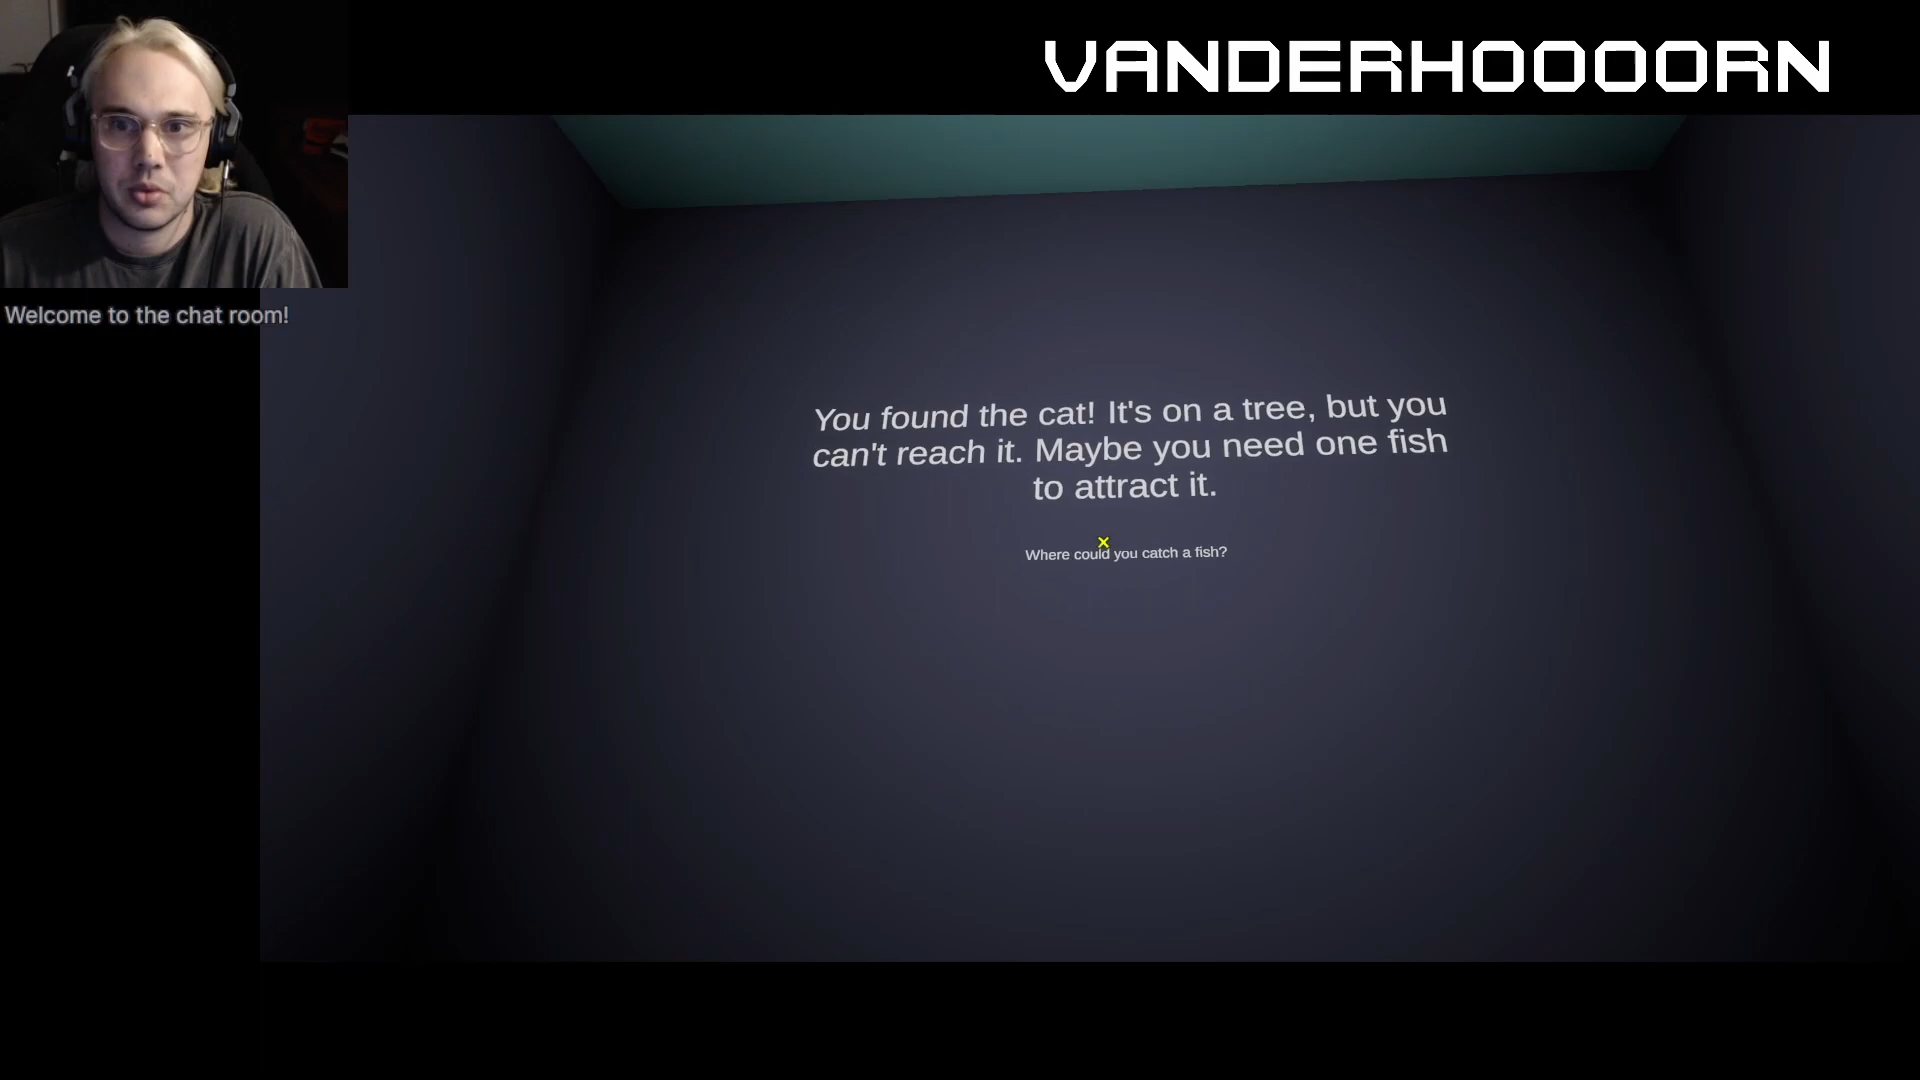 VANDERHOOOORN
Welcome to the chat room!
You found the cat! It's on a tree, but you
can't reach it. Maybe you need one fish
to attract it.
Where could you catch a fish?